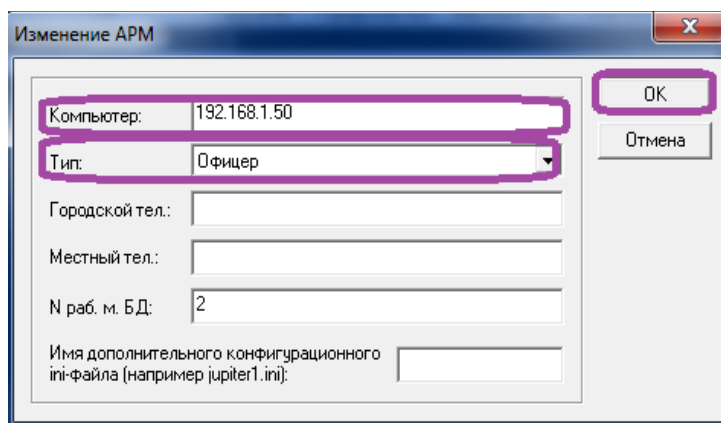 Изменение АРМ
Компьютер: 192.168.1.50
OK
Тип: Офицер
Отмена
Городской тел.:
Местный тел.:
N раб. м. БД: 2
Имя дополнительного конфигурационного
ini-файла (например jupiter1.ini):